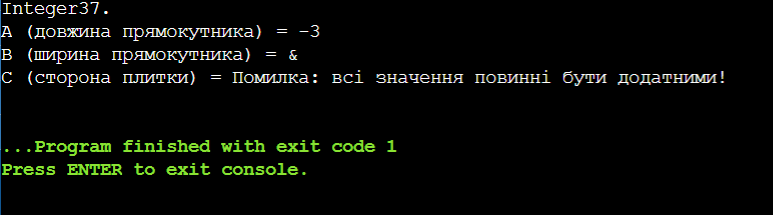 Integer37.
A (довжина прямокутника) = -3
B (ширина прямокутника) = &
C (сторона плитки) = Помилка: всі значення повинні бути додатними!
...Program finished with exit code 1
Press ENTER to exit console.